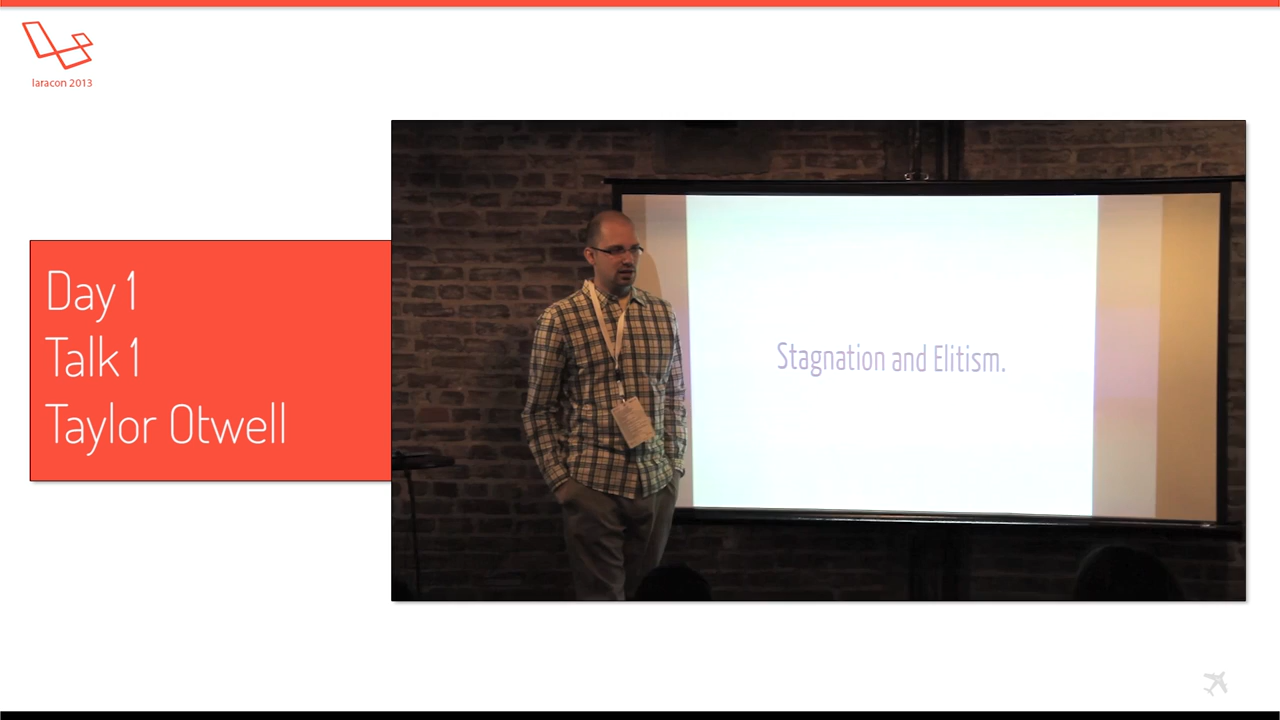 laracon 2013
Day 1
Talk 1
Taylor Otwell
Stagnation and Elitism.